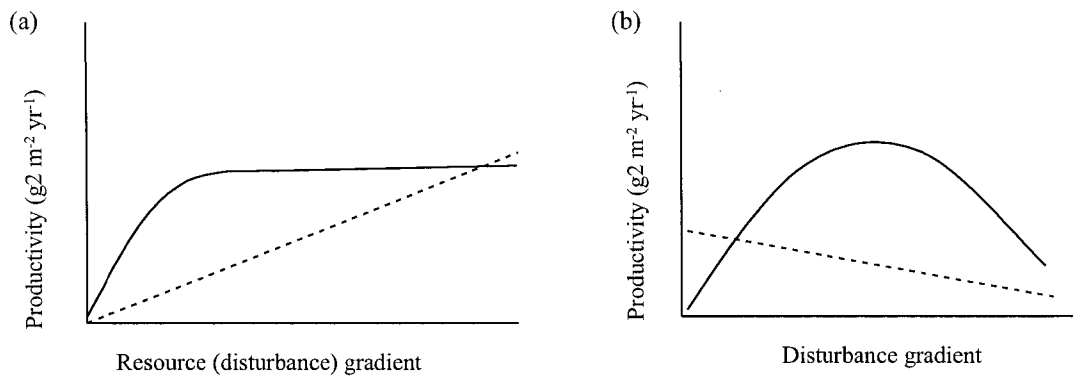 (a)
Productivity (g2 m⁻² yr⁻¹)
Resource (disturbance) gradient
(b)
Productivity (g2 m⁻² yr⁻¹)
Disturbance gradient